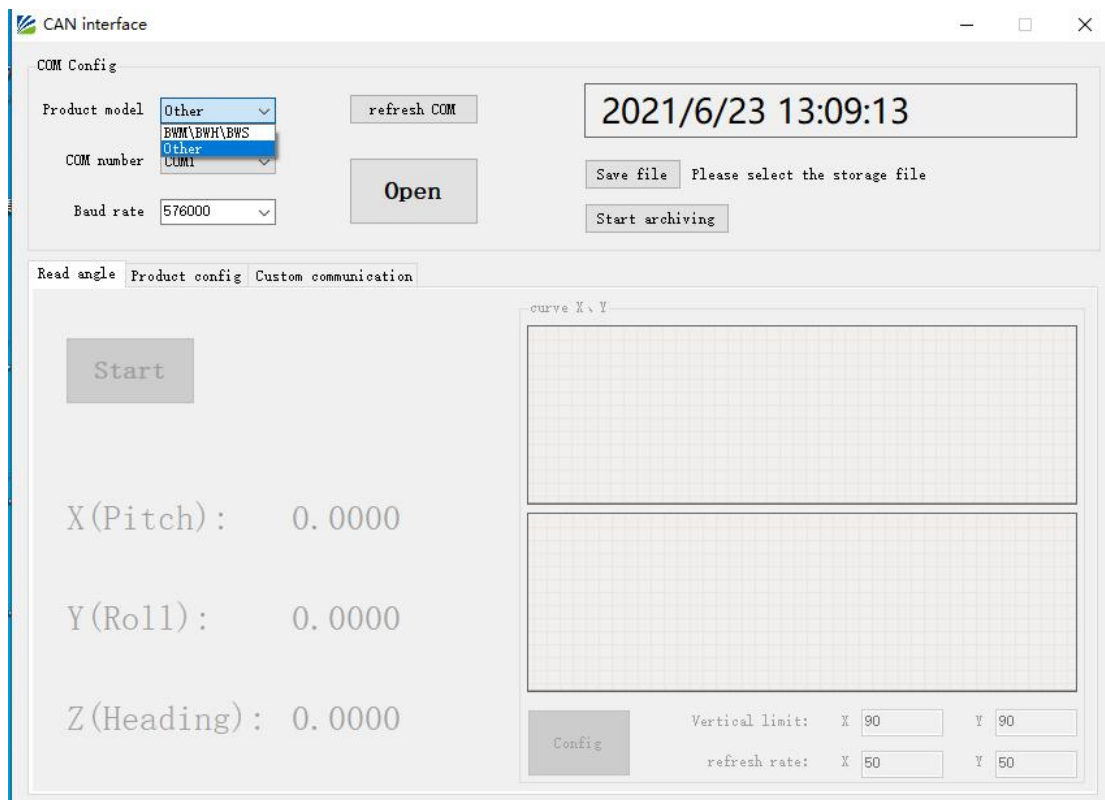 CAN interface
COM Config
Product model Other refresh COM 2021/6/23 13:09:13
BWM\BWH\BWS
Other
COM number COM1
Open
Save file Please select the storage file
Baud rate 576000
Start archiving
Read angle Product config Custom communication
curve X、Y
Start
X(Pitch): 0.0000
Y(Roll): 0.0000
Z(Heading): 0.0000
Config
Vertical limit: X 90 Y 90
refresh rate: X 50 Y 50